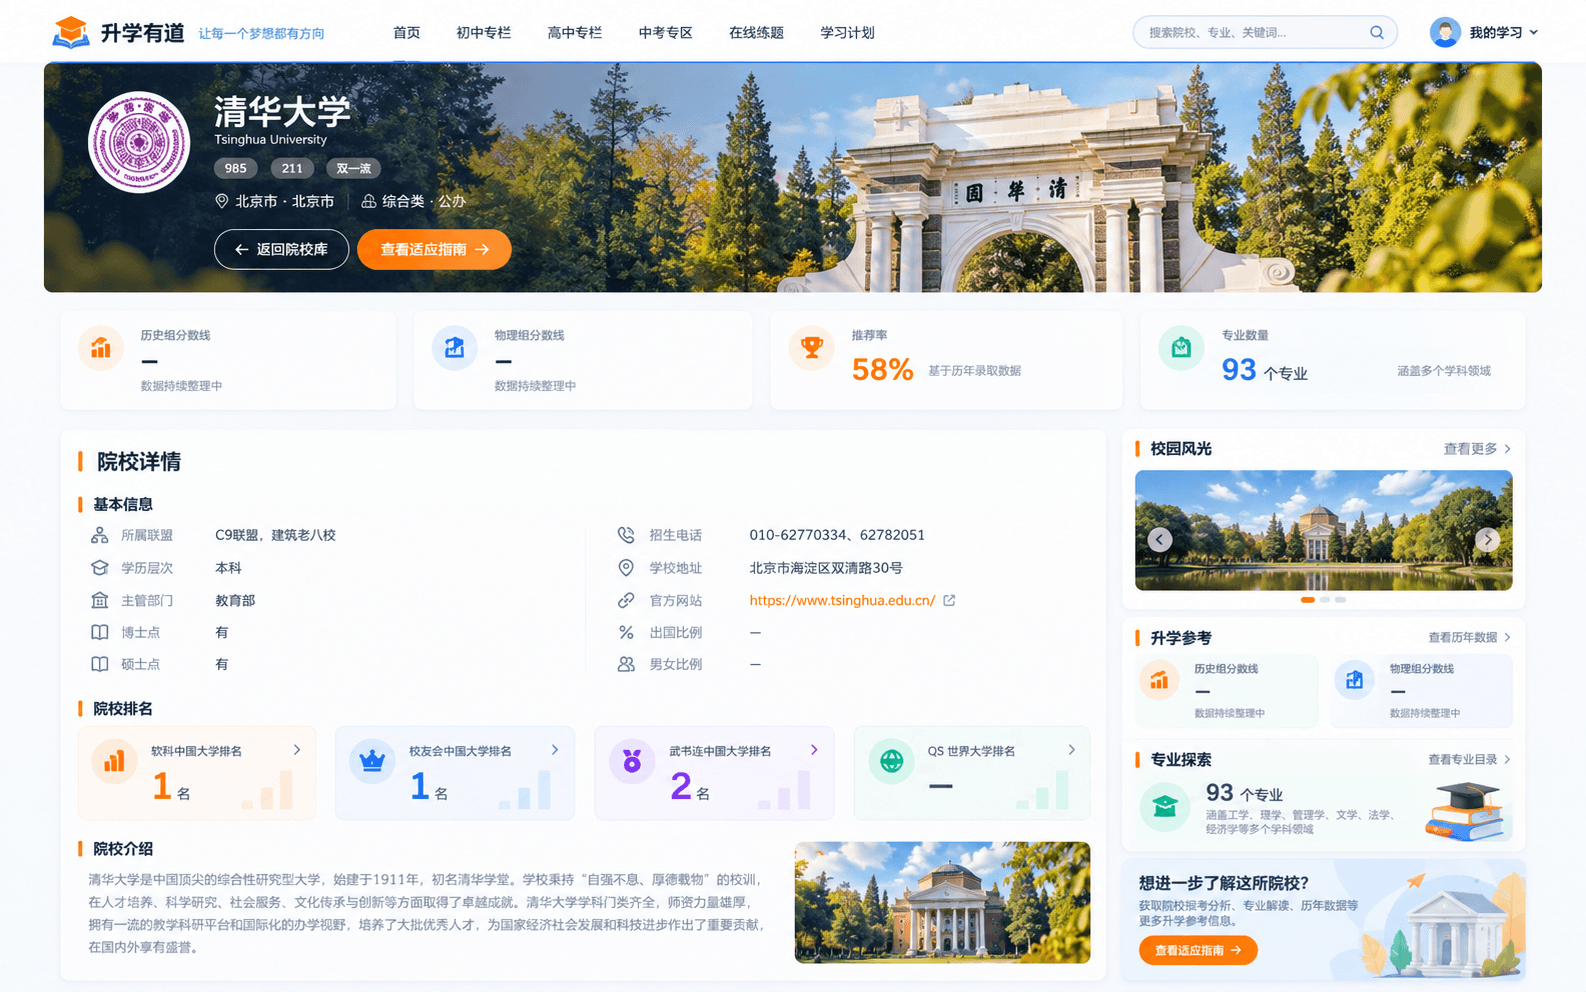 升学有道
让每一个梦想都有方向
首页
初中专栏
高中专栏
中考专区
在线练题
学习计划
搜索院校、专业、关键词...
我的学习
清华大学
Tsinghua University
985
211
双一流
北京市 · 北京市
综合类 · 公办
← 返回院校库
查看适应指南 →
清 华 园
历史组分数线
—
数据持续整理中
物理组分数线
—
数据持续整理中
推荐率
58% 基于历年录取数据
专业数量
93 个专业
涵盖多个学科领域
院校详情
基本信息
所属联盟 C9联盟，建筑老八校
学历层次 本科
主管部门 教育部
博士点 有
硕士点 有
招生电话 010-62770334、62782051
学校地址 北京市海淀区双清路30号
官方网站 https://www.tsinghua.edu.cn/
出国比例 —
男女比例 —
院校排名
软科中国大学排名
1 名
校友会中国大学排名
1 名
武书连中国大学排名
2 名
QS 世界大学排名
—
院校介绍
清华大学是中国顶尖的综合性研究型大学，始建于1911年，初名清华学堂。学校秉持“自强不息、厚德载物”的校训，
在人才培养、科学研究、社会服务、文化传承与创新等方面取得了卓越成就。清华大学学科门类齐全，师资力量雄厚，
拥有一流的教学科研平台和国际化的办学视野，培养了大批优秀人才，为国家经济社会发展和科技进步作出了重要贡献，
在国内外享有盛誉。
校园风光
查看更多
升学参考
查看历年数据
历史组分数线
—
数据持续整理中
物理组分数线
—
数据持续整理中
专业探索
查看专业目录
93 个专业
涵盖工学、理学、管理学、文学、法学、
经济学等多个学科领域
想进一步了解这所院校？
获取院校报考分析、专业解读、历年数据等
更多升学参考信息。
查看适应指南 →